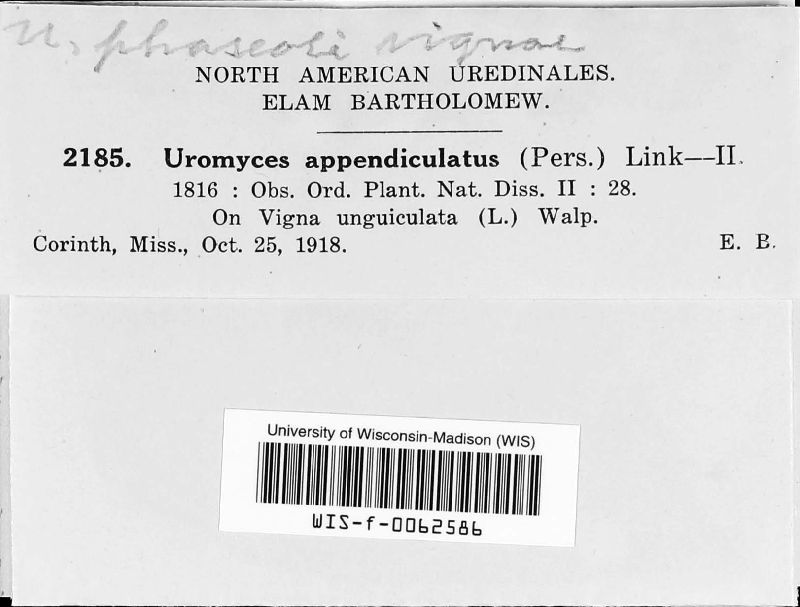 U. phaseoli vignae
NORTH AMERICAN UREDINALES.
ELAM BARTHOLOMEW.
2185. Uromyces appendiculatus (Pers.) Link—II.
1816 : Obs. Ord. Plant. Nat. Diss. II : 28.
On Vigna unguiculata (L.) Walp.
Corinth, Miss., Oct. 25, 1918. E. B.
University of Wisconsin-Madison (WIS)
WIS-f-0062586